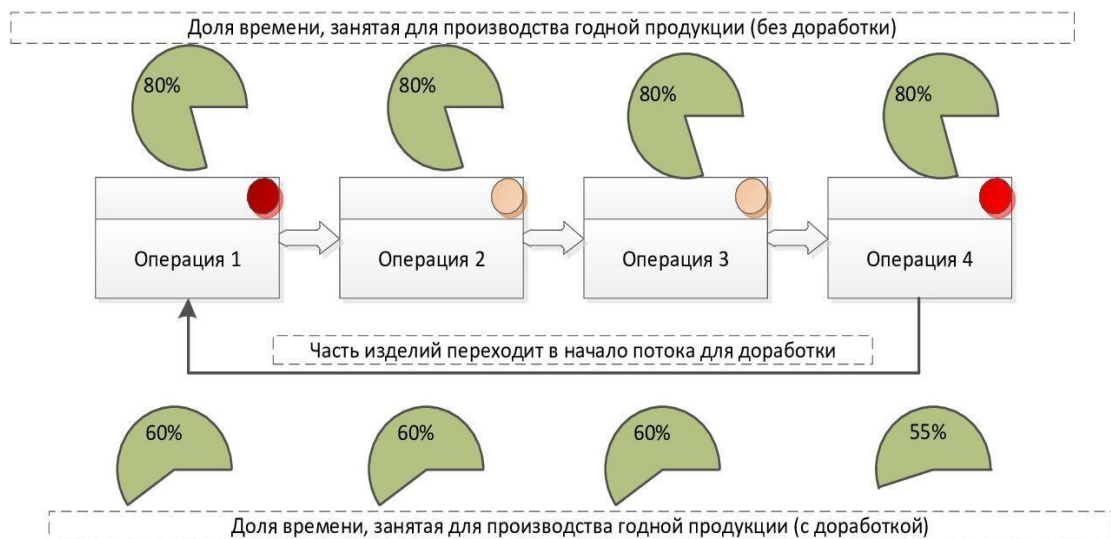 Доля времени, занятая для производства годной продукции (без доработки)
80%
80%
80%
80%
Операция 1
Операция 2
Операция 3
Операция 4
Часть изделий переходит в начало потока для доработки
60%
60%
60%
55%
Доля времени, занятая для производства годной продукции (с доработкой)